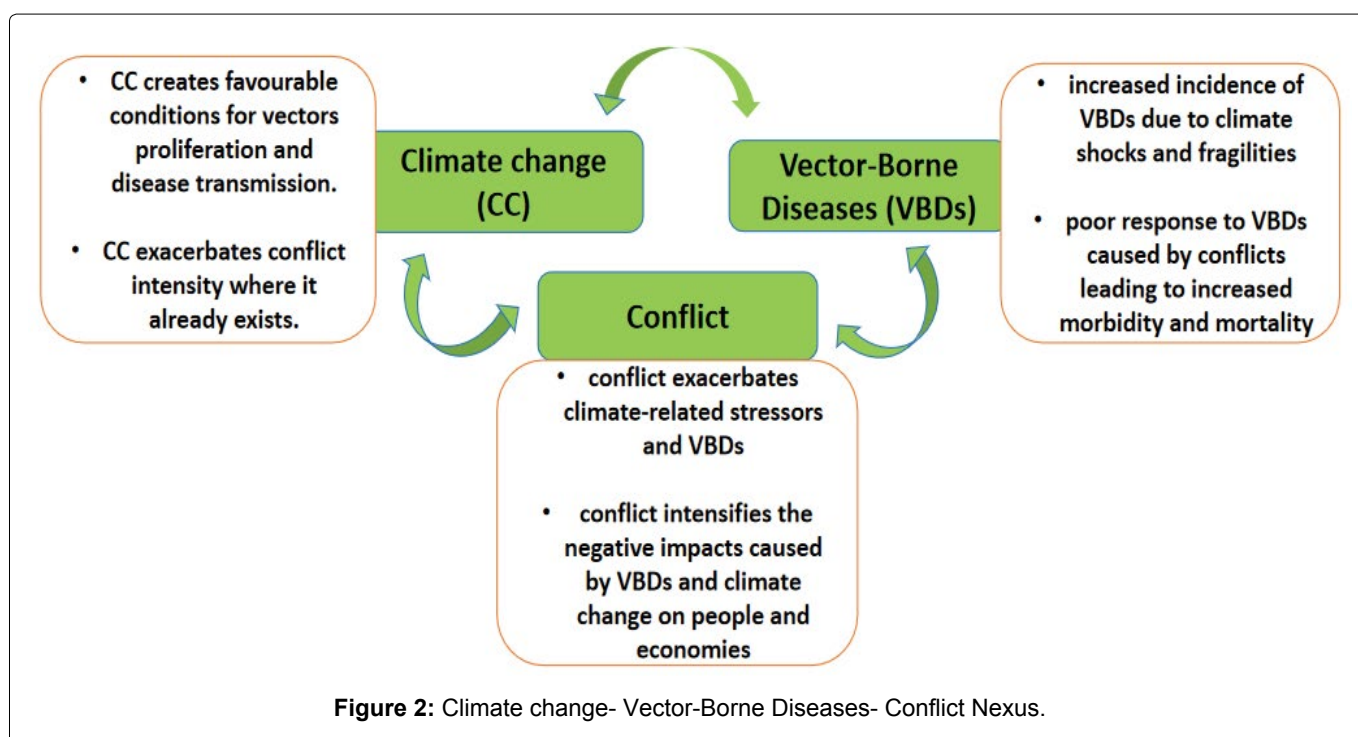 • CC creates favourable
conditions for vectors
proliferation and
disease transmission.
• CC exacerbates conflict
intensity where it
already exists.
Climate change
(CC)
Vector-Borne
Diseases (VBDs)
• increased incidence of
VBDs due to climate
shocks and fragilities
• poor response to VBDs
caused by conflicts
leading to increased
morbidity and mortality
Conflict
• conflict exacerbates
climate-related stressors
and VBDs
• conflict intensifies the
negative impacts caused
by VBDs and climate
change on people and
economies
Figure 2: Climate change- Vector-Borne Diseases- Conflict Nexus.